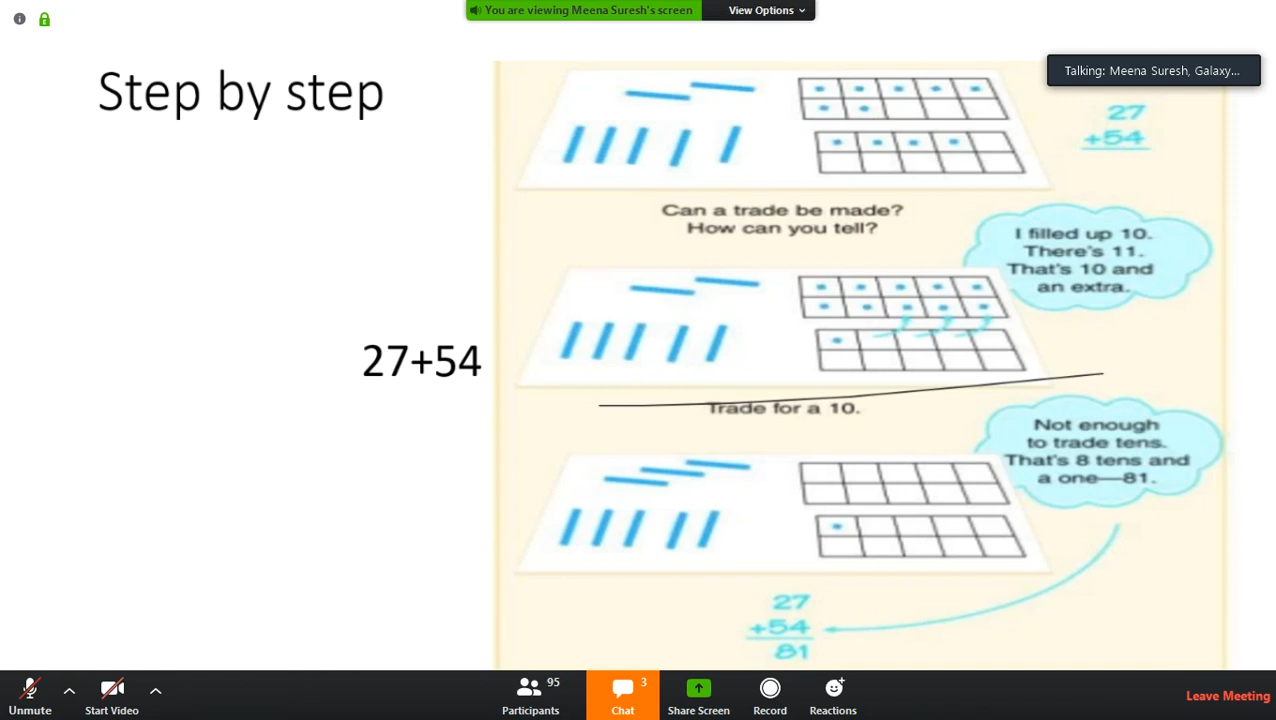 You are viewing Meena Suresh's screen
View Options
Talking: Meena Suresh, Galaxy...
Step by step
27
+54
Can a trade be made?
How can you tell?
I filled up 10.
There's 11.
That's 10 and
an extra.
27+54
Trade for a 10.
Not enough
to trade tens.
That's 8 tens and
a one—81.
27
+54
81
Unmute
Start Video
95
Participants
3
Chat
Share Screen
Record
Reactions
Leave Meeting